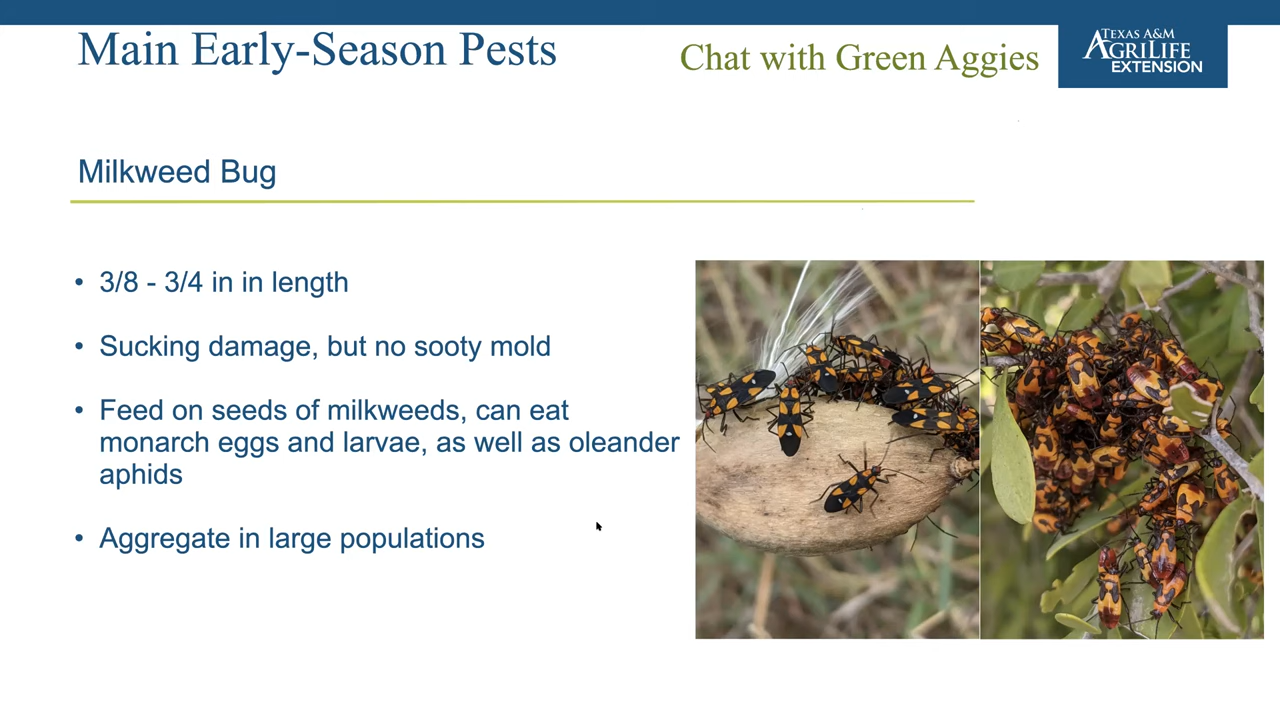 Main Early-Season Pests
Chat with Green Aggies
TEXAS A&M
AGRILIFE
EXTENSION
Milkweed Bug
• 3/8 - 3/4 in in length
• Sucking damage, but no sooty mold
• Feed on seeds of milkweeds, can eat
monarch eggs and larvae, as well as oleander
aphids
• Aggregate in large populations